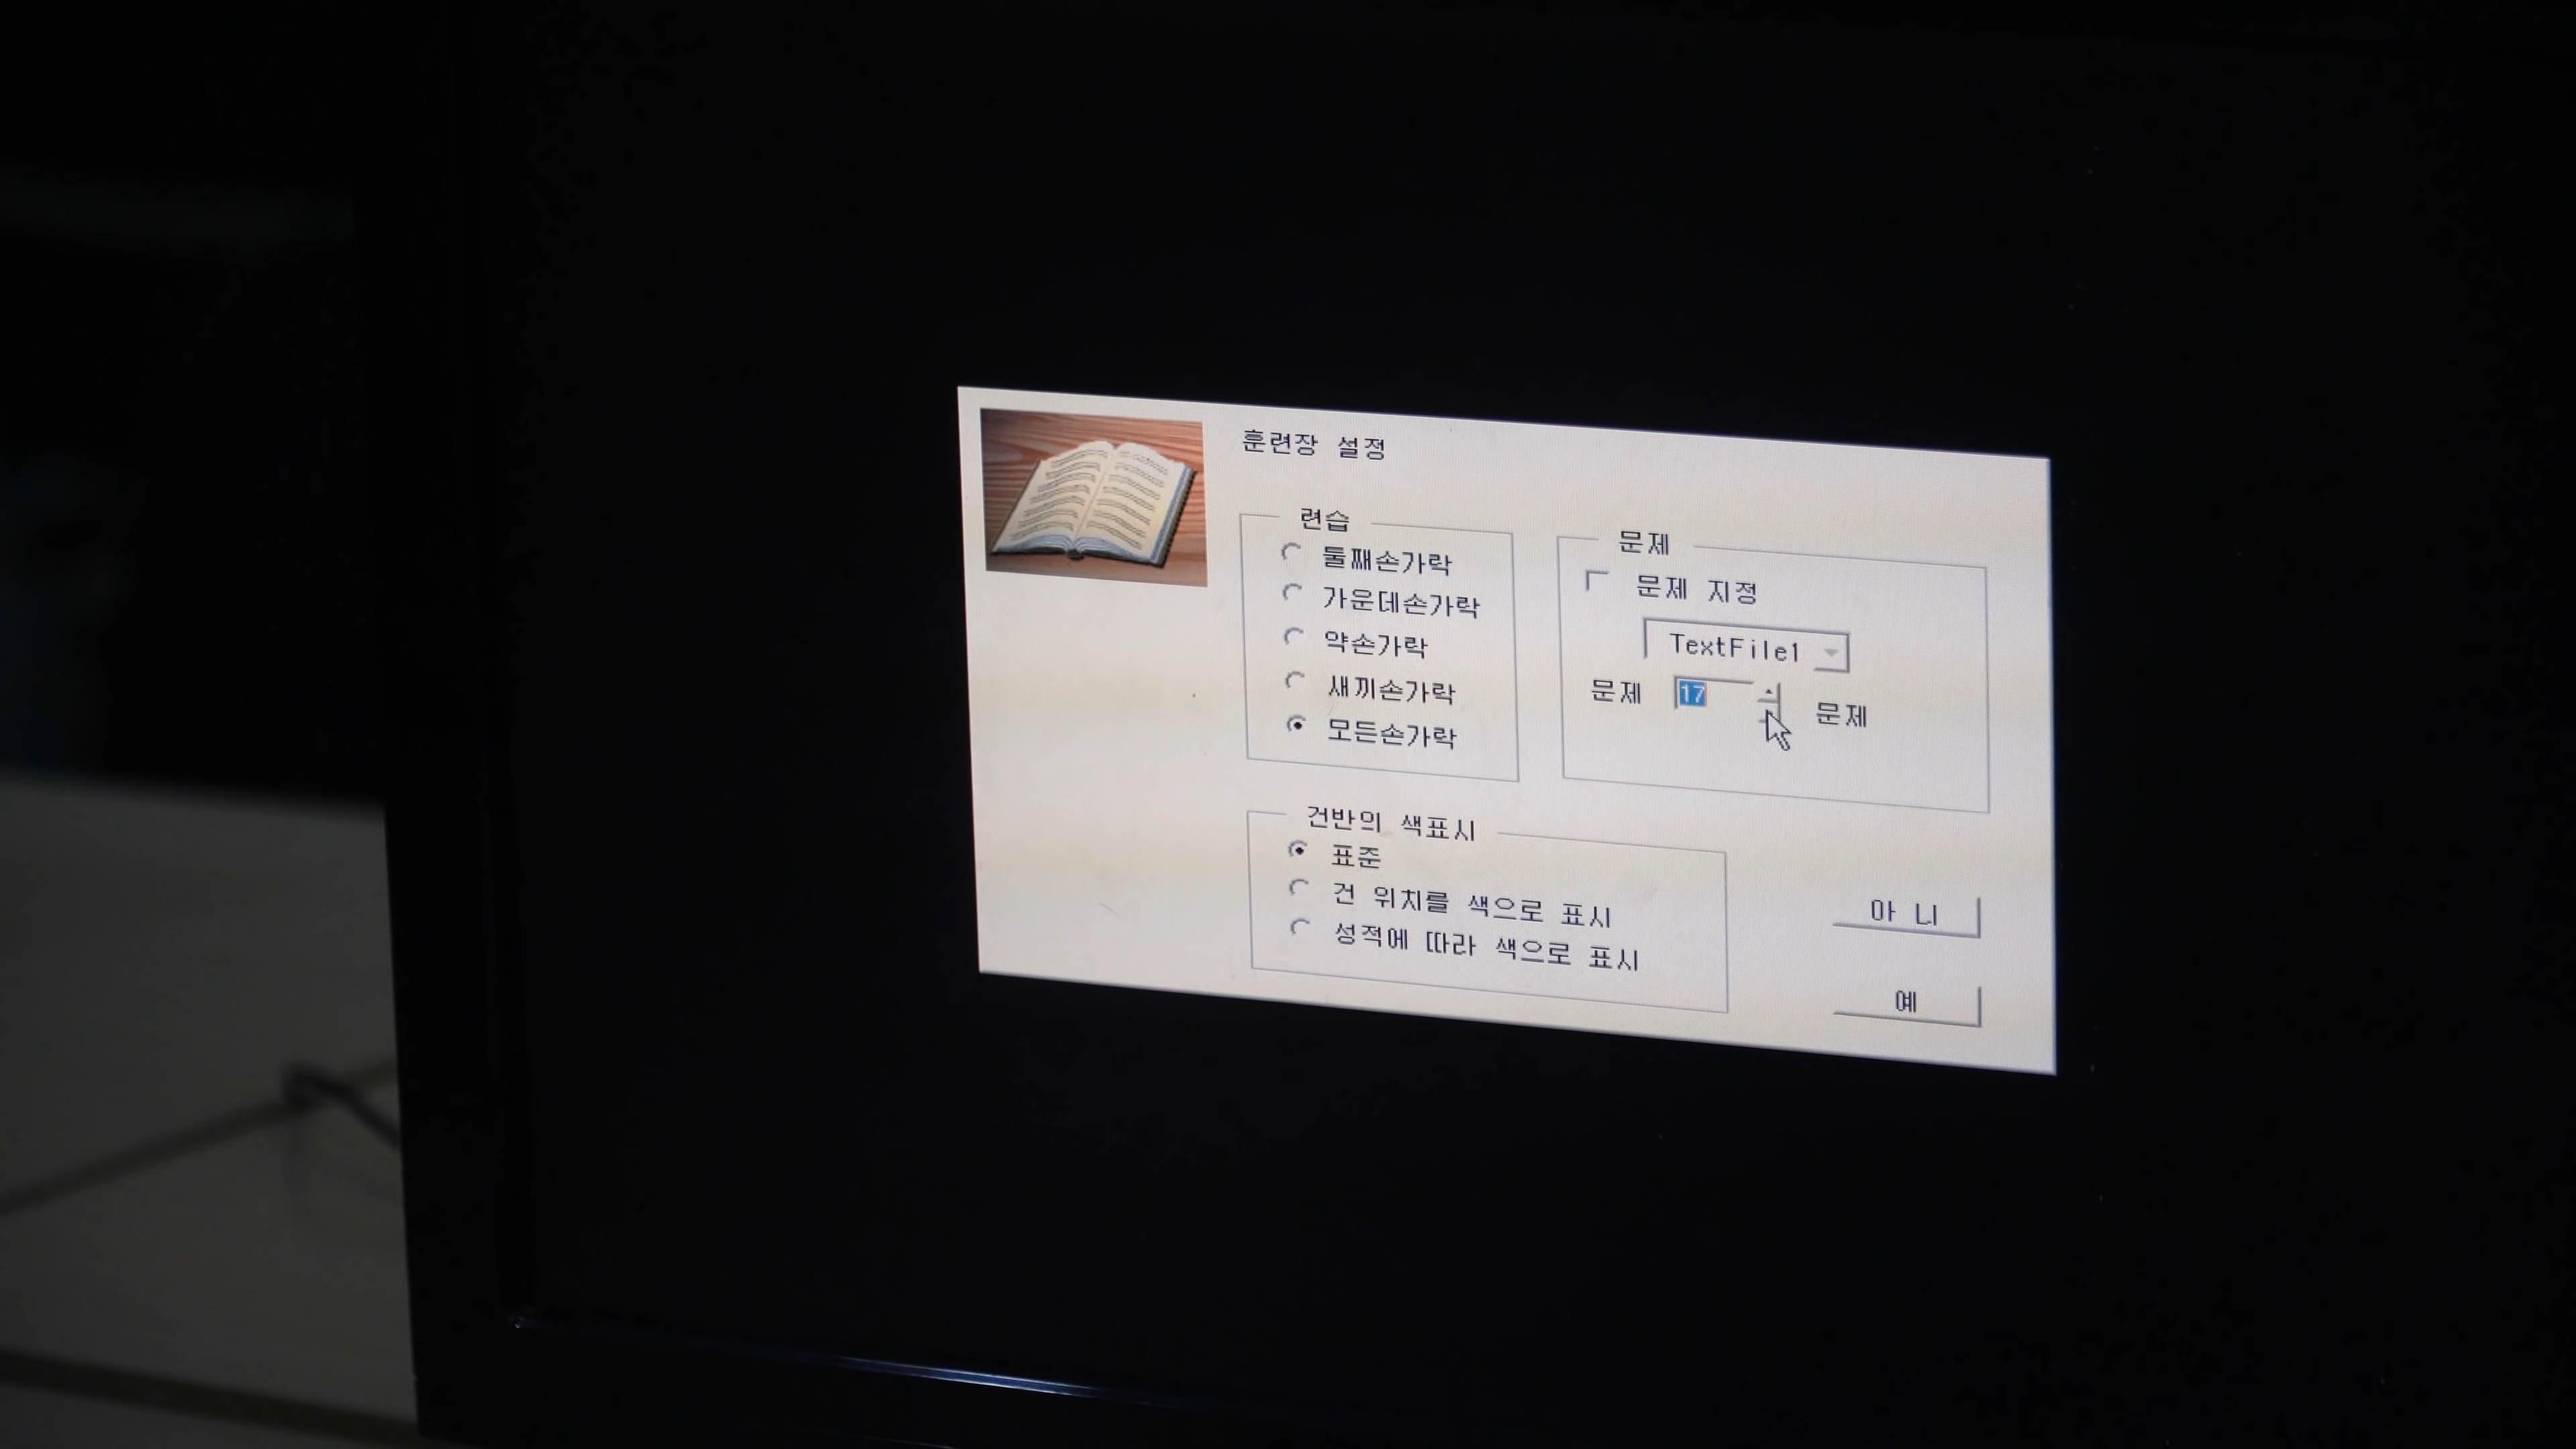 훈련장 설정
련습
둘째손가락
가운데손가락
약손가락
새끼손가락
모든손가락
문제
문제 지정
TextFile1
문제 17 문제
건반의 색표시
표준
건 위치를 색으로 표시
성적에 따라 색으로 표시
아니
예